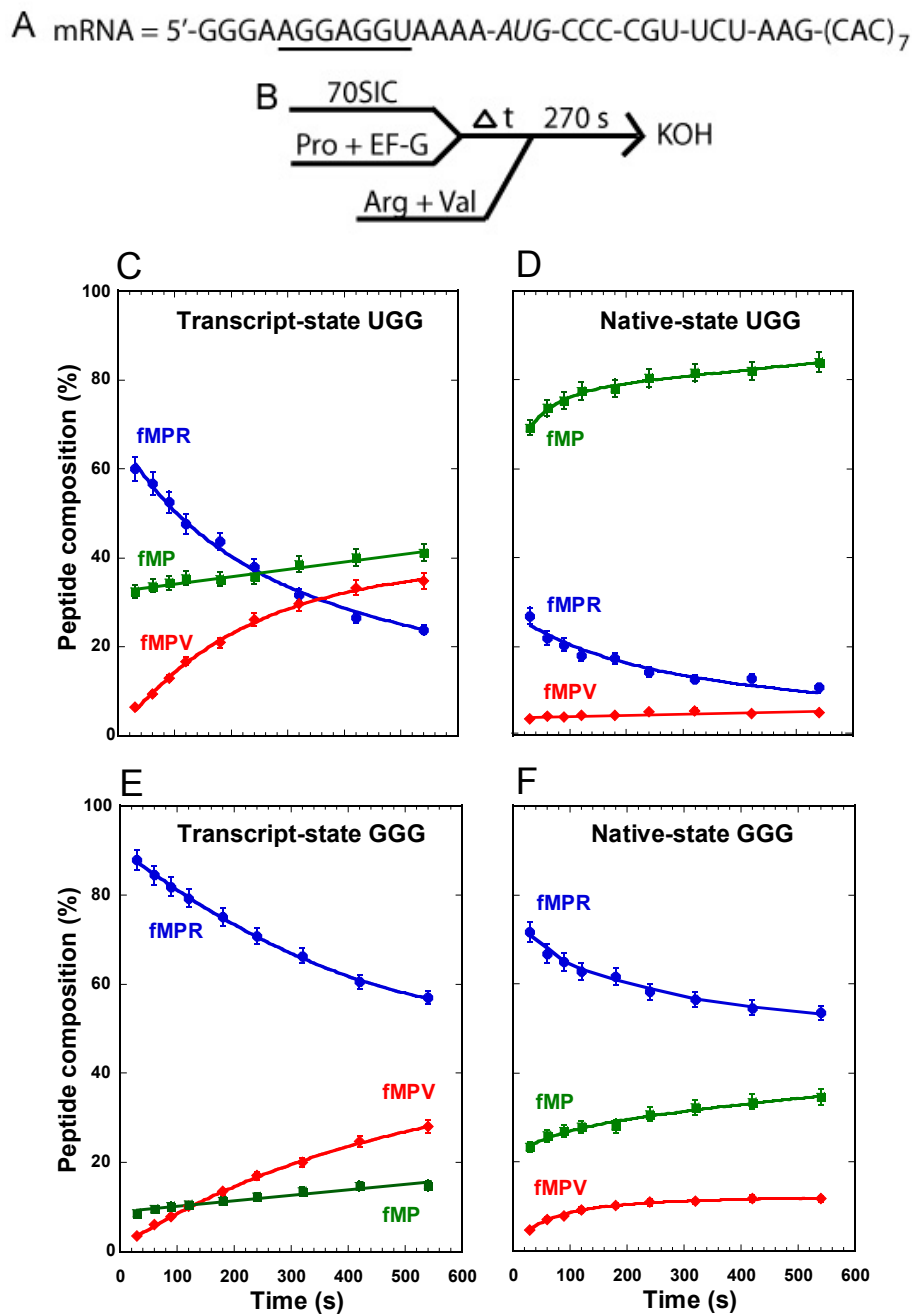 A mRNA = 5'-GGGAAGGAGGUAAAA-AUG-CCC-CGU-UCU-AAG-(CAC)7
B
70SIC
Pro + EF-G
Δ t
270 s
KOH
Arg + Val
C
Transcript-state UGG
fMPR
fMP
fMPV
100
80
60
40
20
0
Peptide composition (%)
D
Native-state UGG
fMP
fMPR
fMPV
E
Transcript-state GGG
fMPR
fMPV
fMP
100
80
60
40
20
0
Peptide composition (%)
0 100 200 300 400 500 600
Time (s)
F
Native-state GGG
fMPR
fMP
fMPV
0 100 200 300 400 500 600
Time (s)